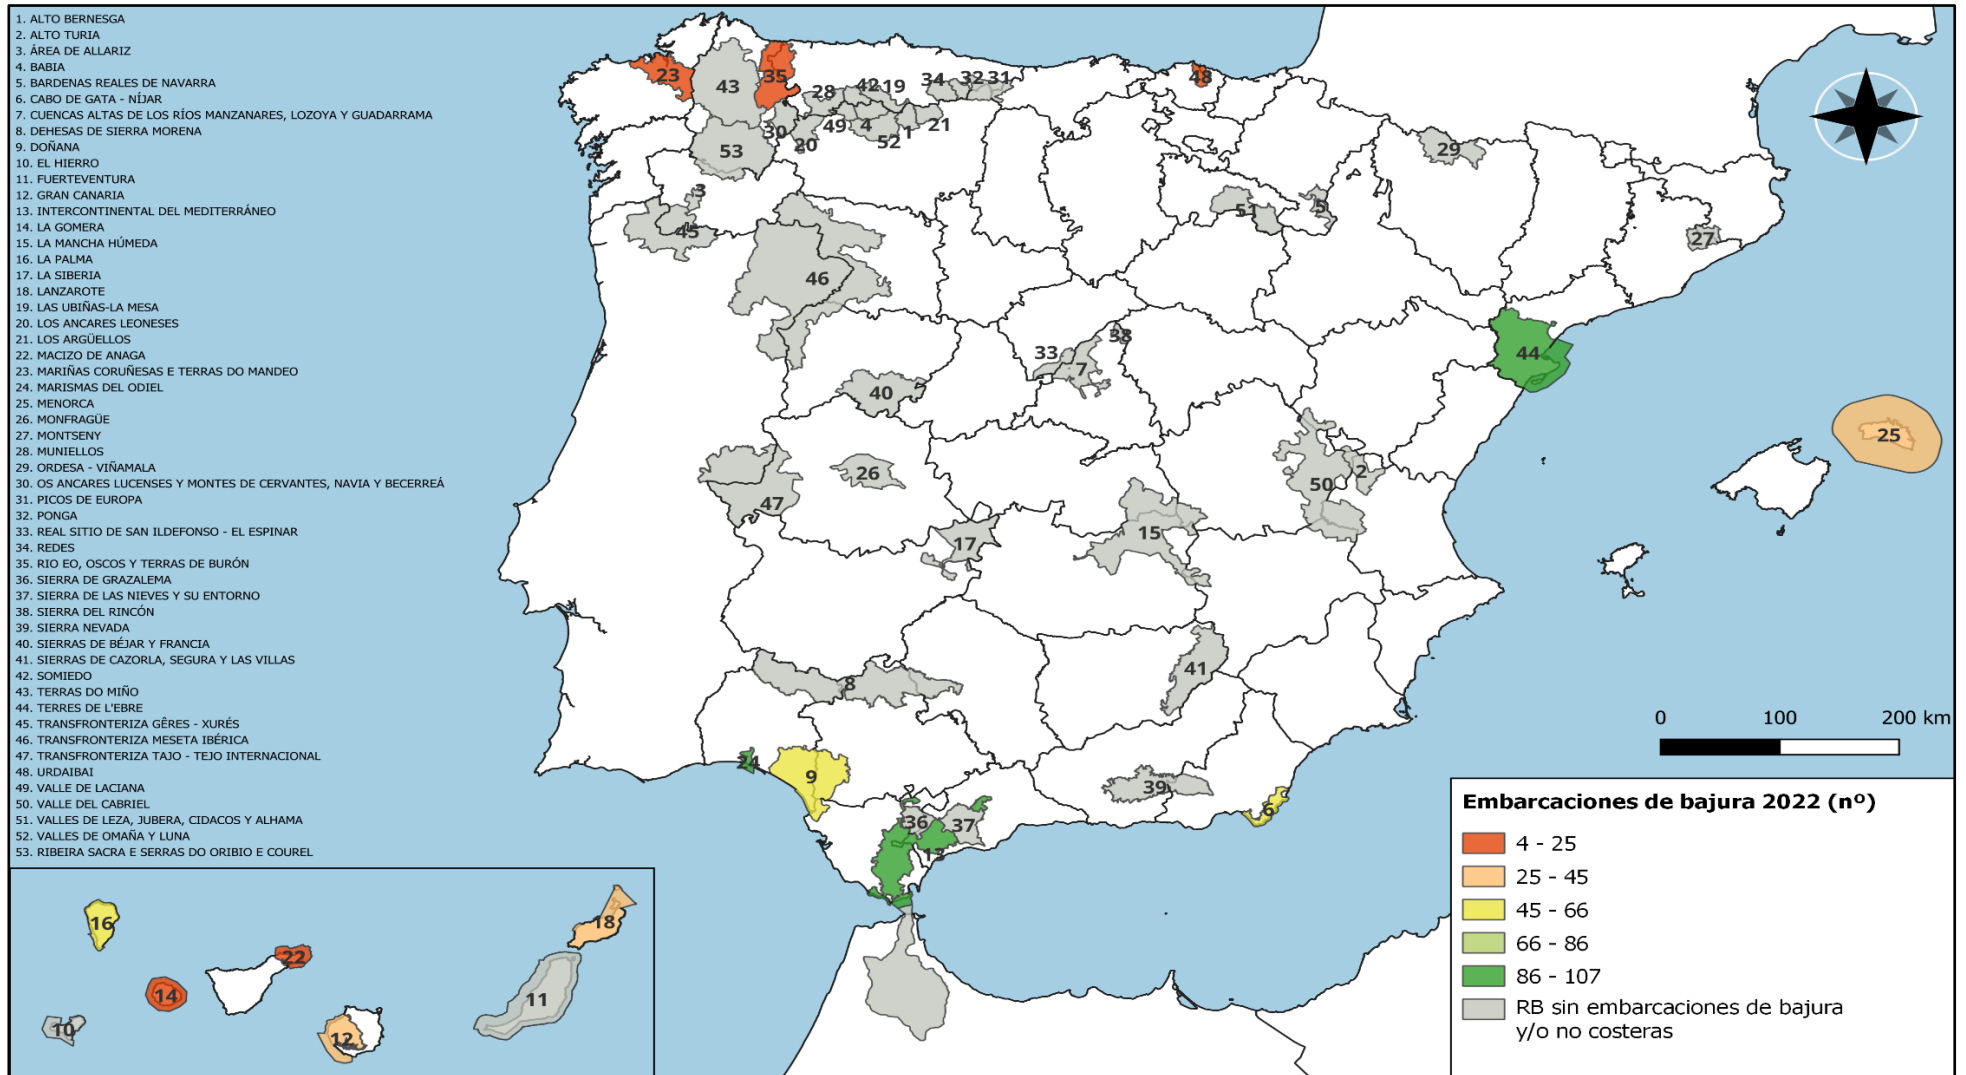 1. ALTO BERNESGA
2. ALTO TURIA
3. ÁREA DE ALLARIZ
4. BABIA
5. BARDENAS REALES DE NAVARRA
6. CABO DE GATA - NÍJAR
7. CUENCAS ALTAS DE LOS RÍOS MANZANARES, LOZOYA Y GUADARRAMA
8. DEHESAS DE SIERRA MORENA
9. DOÑANA
10. EL HIERRO
11. FUERTEVENTURA
12. GRAN CANARIA
13. INTERCONTINENTAL DEL MEDITERRÁNEO
14. LA GOMERA
15. LA MANCHA HÚMEDA
16. LA PALMA
17. LA SIBERIA
18. LANZAROTE
19. LAS UBIÑAS-LA MESA
20. LOS ANCARES LEONESES
21. LOS ARGÜELLOS
22. MACIZO DE ANAGA
23. MARIÑAS CORUÑESAS E TERRAS DO MANDEO
24. MARISMAS DEL ODIEL
25. MENORCA
26. MONFRAGÜE
27. MONTSENY
28. MUNIELLOS
29. ORDESA - VIÑAMALA
30. OS ANCARES LUCENSES Y MONTES DE CERVANTES, NAVIA Y BECERREÁ
31. PICOS DE EUROPA
32. PONGA
33. REAL SITIO DE SAN ILDEFONSO - EL ESPINAR
34. REDES
35. RIO EO, OSCOS Y TERRAS DE BURÓN
36. SIERRA DE GRAZALEMA
37. SIERRA DE LAS NIEVES Y SU ENTORNO
38. SIERRA DEL RINCÓN
39. SIERRA NEVADA
40. SIERRAS DE BÉJAR Y FRANCIA
41. SIERRAS DE CAZORLA, SEGURA Y LAS VILLAS
42. SOMIEDO
43. TERRAS DO MIÑO
44. TERRES DE L'EBRE
45. TRANSFRONTERIZA GÊRES - XURÉS
46. TRANSFRONTERIZA MESETA IBÉRICA
47. TRANSFRONTERIZA TAJO - TEJO INTERNACIONAL
48. URDAIBAI
49. VALLE DE LACIANA
50. VALLE DEL CABRIEL
51. VALLES DE LEZA, JUBERA, CIDACOS Y ALHAMA
52. VALLES DE OMAÑA Y LUNA
53. RIBEIRA SACRA E SERRAS DO ORIBIO E COUREL
23
43
35
28
42
19
34
32
31
48
30
20
49
4
52
1
21
53
3
45
29
51
5
27
46
38
33
7
40
44
25
26
47
50
2
17
15
41
8
24
9
39
6
36
37
13
16
22
14
10
12
11
18
0 100 200 km
Embarcaciones de bajura 2022 (nº)
4 - 25
25 - 45
45 - 66
66 - 86
86 - 107
RB sin embarcaciones de bajura
y/o no costeras